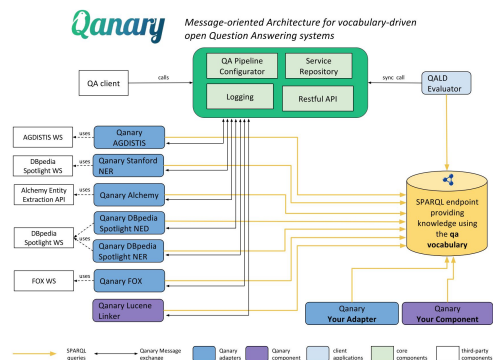 Qanary
Message-oriented Architecture for vocabulary-driven
open Question Answering systems
QA Pipeline
Configurator
Service
Repository
Logging
Restful API
QA client
calls
sync call
QALD
Evaluator
AGDISTIS WS
uses
Qanary
AGDISTIS
DBpedia
Spotlight WS
uses
Qanary Stanford
NER
Alchemy Entity
Extraction API
uses
Qanary Alchemy
Qanary DBpedia
Spotlight NED
DBpedia
Spotlight WS
uses
Qanary DBpedia
Spotlight NER
FOX WS
uses
Qanary FOX
Qanary Lucene
Linker
SPARQL endpoint
providing
knowledge using
the qa
vocabulary
Qanary
Your Adapter
Qanary
Your Component
SPARQL
queries
Qanary Message
exchange
Qanary
adapters
Qanary
component
client
applications
core
components
third-party
components